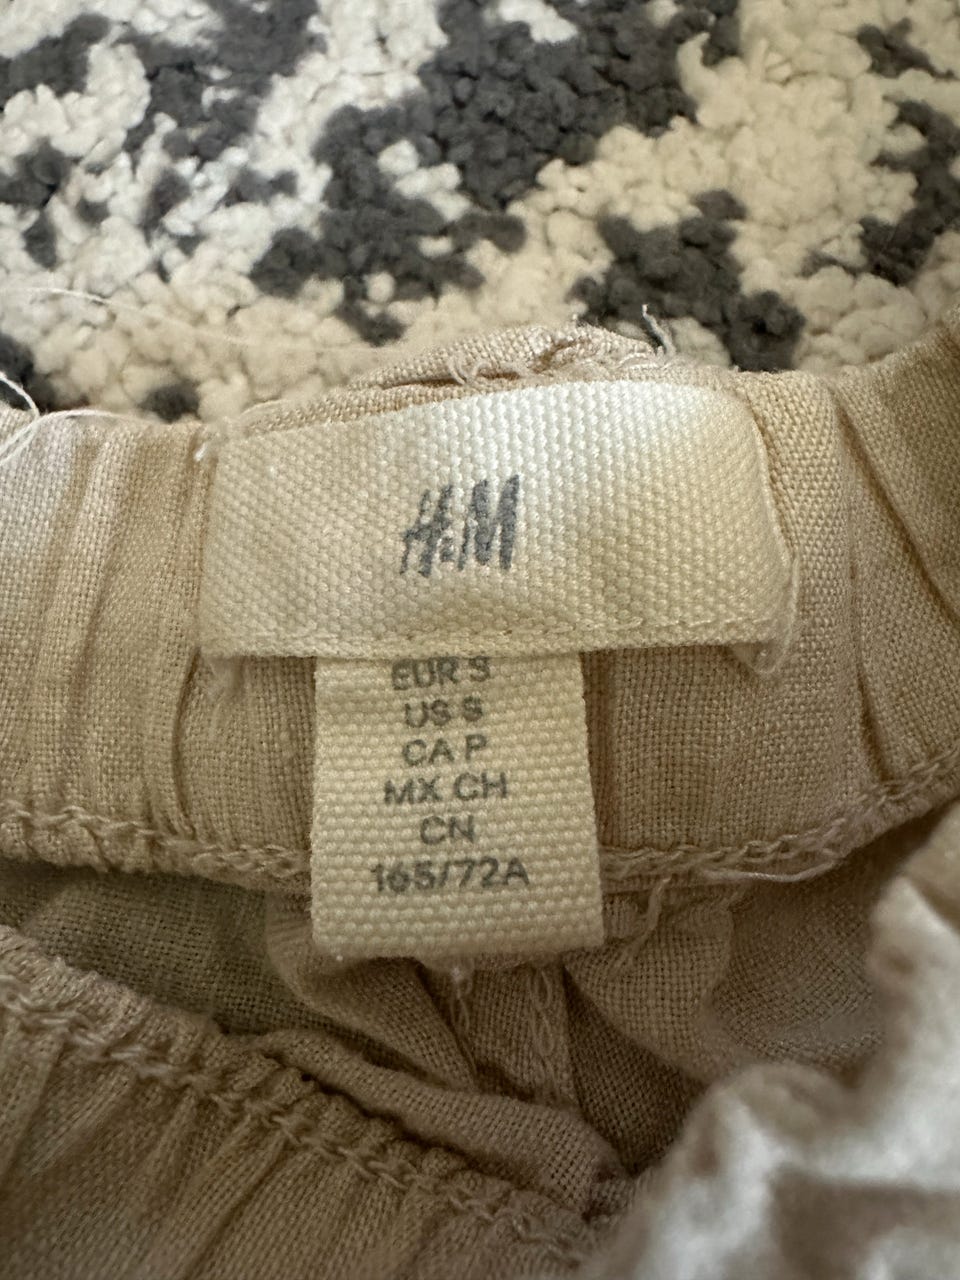 H&M
EUR S
US S
CA P
MX CH
CN
165/72A